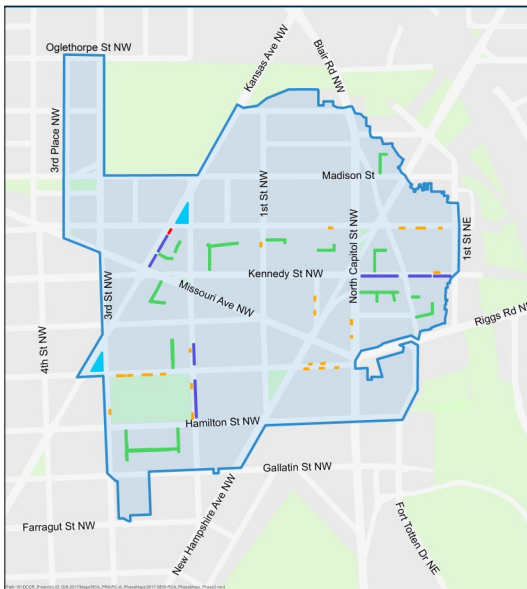 Oglethorpe St NW
Kansas Ave NW
Blair Rd NW
3rd Place NW
Madison St
1st St NW
North Capitol St NW
1st St NE
Kennedy St NW
3rd St NW
Missouri Ave NW
Riggs Rd N
4th St NW
Hamilton St NW
Gallatin St NW
Farragut St NW
New Hampshire Ave NW
Fort Totten Dr NE